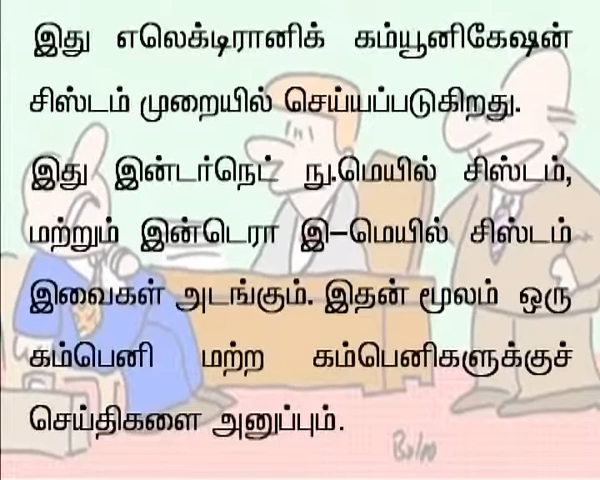 இது எலெக்டிரானிக் கம்யூனிகேஷன்
சிஸ்டம் முறையில் செய்யப்படுகிறது.
இது இன்டர்நெட் நு.மெயில் சிஸ்டம்,
மற்றும் இன்டெரா இ–மெயில் சிஸ்டம்
இவைகள் அடங்கும். இதன் மூலம் ஒரு
கம்பெனி மற்ற கம்பெனிகளுக்குச்
செய்திகளை அனுப்பும்.